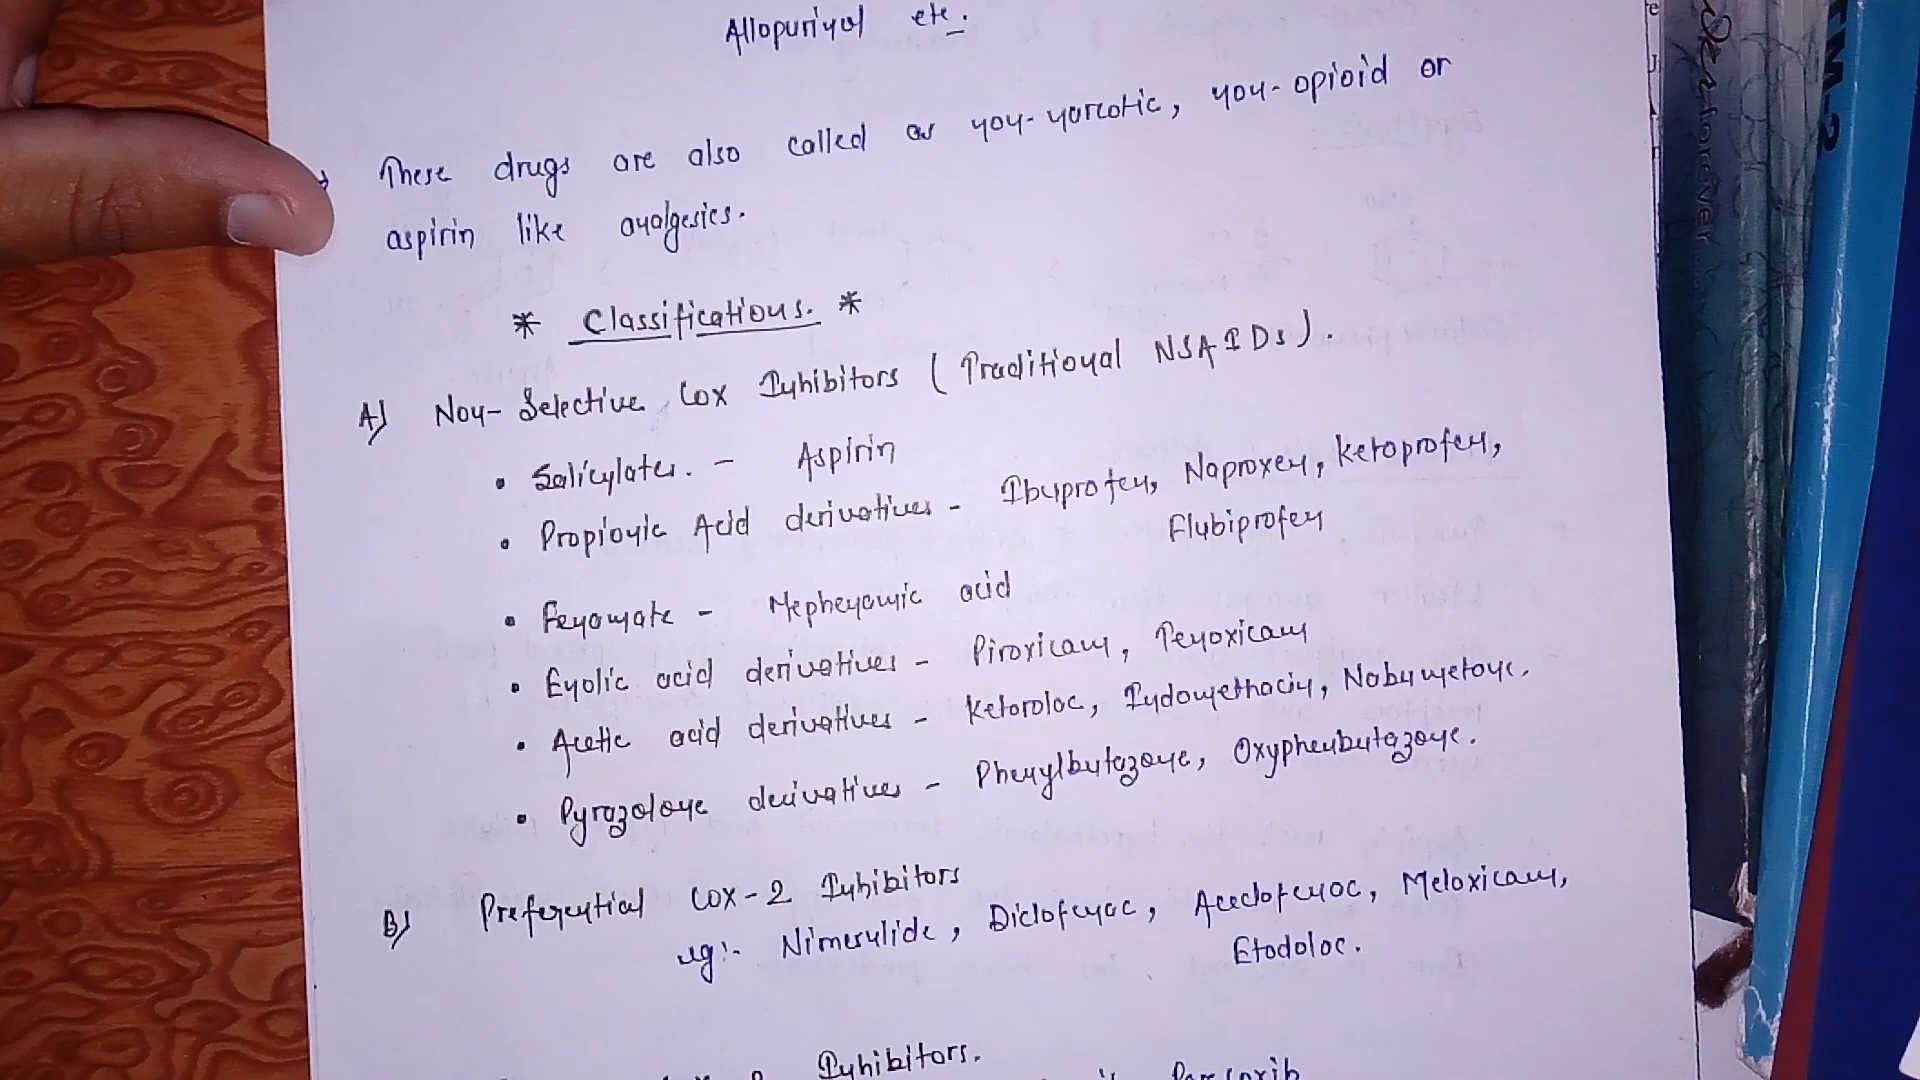 Allopurinol etc.
These drugs are also called as non-narcotic, non-opioid or
aspirin like analgesics.
* Classifications. *
A) Non-Selective Cox Inhibitors (Traditional NSAIDs).
• Salicylates. - Aspirin
• Propionic Acid derivatives - Ibuprofen, Naproxen, ketoprofen,
Flubiprofen
• Fenamate - Mephenamic acid
• Enolic acid derivatives - Piroxicam, Tenoxicam
• Acetic acid derivatives - Ketorolac, Indomethacin, Nabumetone.
• Pyrazolone derivatives - Phenylbutazone, Oxyphenbutazone.
B) Preferential Cox-2 Inhibitors
eg:- Nimesulide, Diclofenac, Aceclofenac, Meloxicam,
Etodolac.
Inhibitors.
TM-2